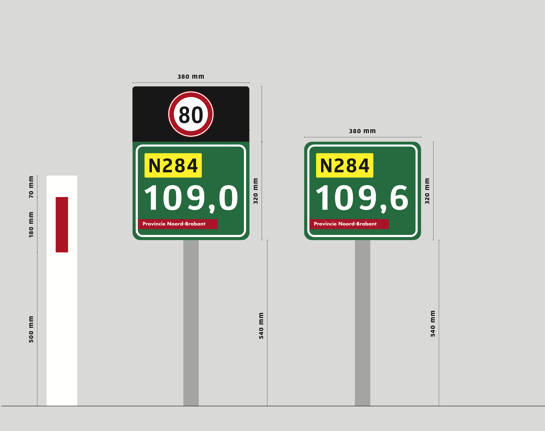 380 mm
80
N284
109,0
Provincie Noord-Brabant
320 mm
540 mm
380 mm
N284
109,6
Provincie Noord-Brabant
320 mm
540 mm
70 mm
180 mm
500 mm